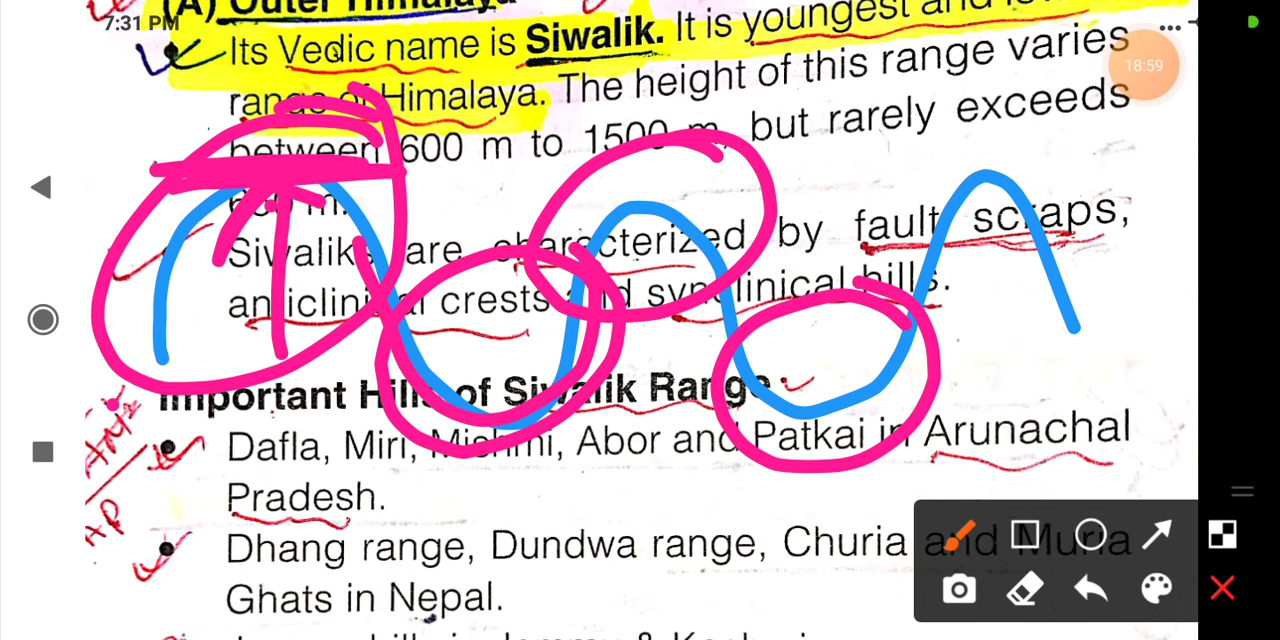 (A) Outer Himalaya
7:31 PM
Its Vedic name is Siwalik. It is youngest and
18:59
range of Himalaya. The height of this range varies
between 600 m to 1500 m, but rarely exceeds
m.
Siwaliks are characterized by fault scraps,
anticlinical crests and synclinical hills.
Important Hills of Siwalik Range
Dafla, Miri, Mishmi, Abor and Patkai in Arunachal
Pradesh.
AP
Dhang range, Dundwa range, Churia and Muria
Ghats in Nepal.